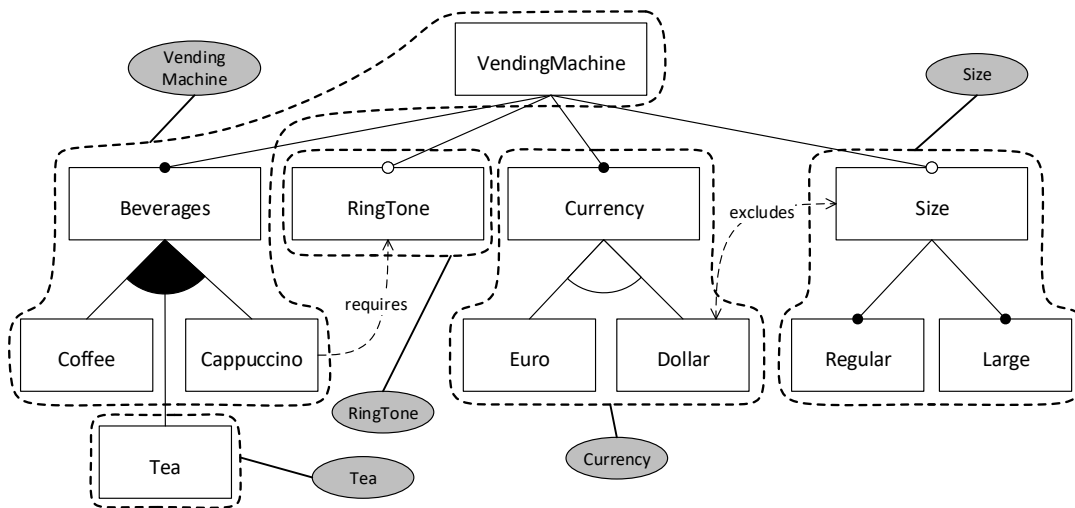 Vending
Machine
VendingMachine
Size
Beverages
RingTone
Currency
excludes
Size
requires
Coffee
Cappuccino
Euro
Dollar
Regular
Large
RingTone
Tea
Tea
Currency